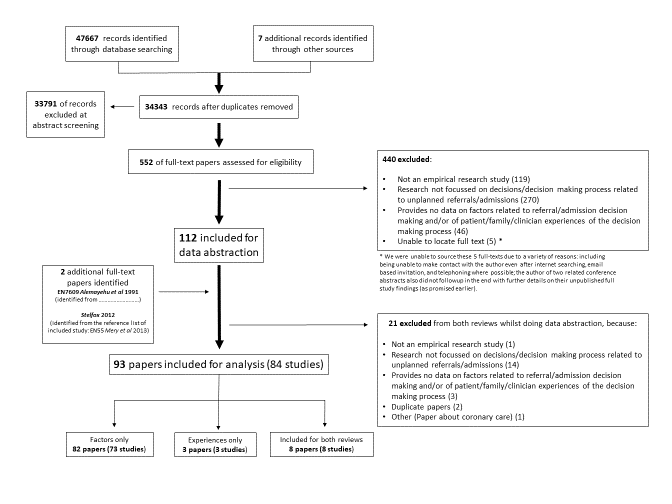 47667 records identified
through database searching
7 additional records identified
through other sources
33791 of records
excluded at
abstract screening
34343 records after duplicates removed
552 of full-text papers assessed for eligibility
440 excluded:
• Not an empirical research study (119)
• Research not focussed on decisions/decision making process related
to unplanned referrals/admissions (270)
• Provides no data on factors related to referral/admission decision
making and/or of patient/family/clinician experiences of the decision
making process (46)
• Unable to locate full text (5) *
* We were unable to source these 5 full-texts due to a variety of reasons: including
being unable to make contact with the author even after internet searching, email
based invitation, and telephoning where possible; the author of two related conference
abstracts also did not followup in the end with further details on their unpublished full
study findings (as promised earlier).
112 included for
data abstraction
2 additional full-text
papers identified
EN7609 Alemayehu et al 1991
(identified from ......................)
Stelfox 2012
(identified from the reference list of
included study: EN55 Mery et al 2013)
21 excluded from both reviews whilst doing data abstraction, because:
• Not an empirical research study (1)
• Research not focussed on decisions/decision making process related to
unplanned referrals/admissions (14)
• Provides no data on factors related to referral/admission decision
making and/or of patient/family/clinician experiences of the decision
making process (3)
• Duplicate papers (2)
• Other (Paper about coronary care) (1)
93 papers included for analysis (84 studies)
Factors only
82 papers (73 studies)
Experiences only
3 papers (3 studies)
Included for both reviews
8 papers (8 studies)